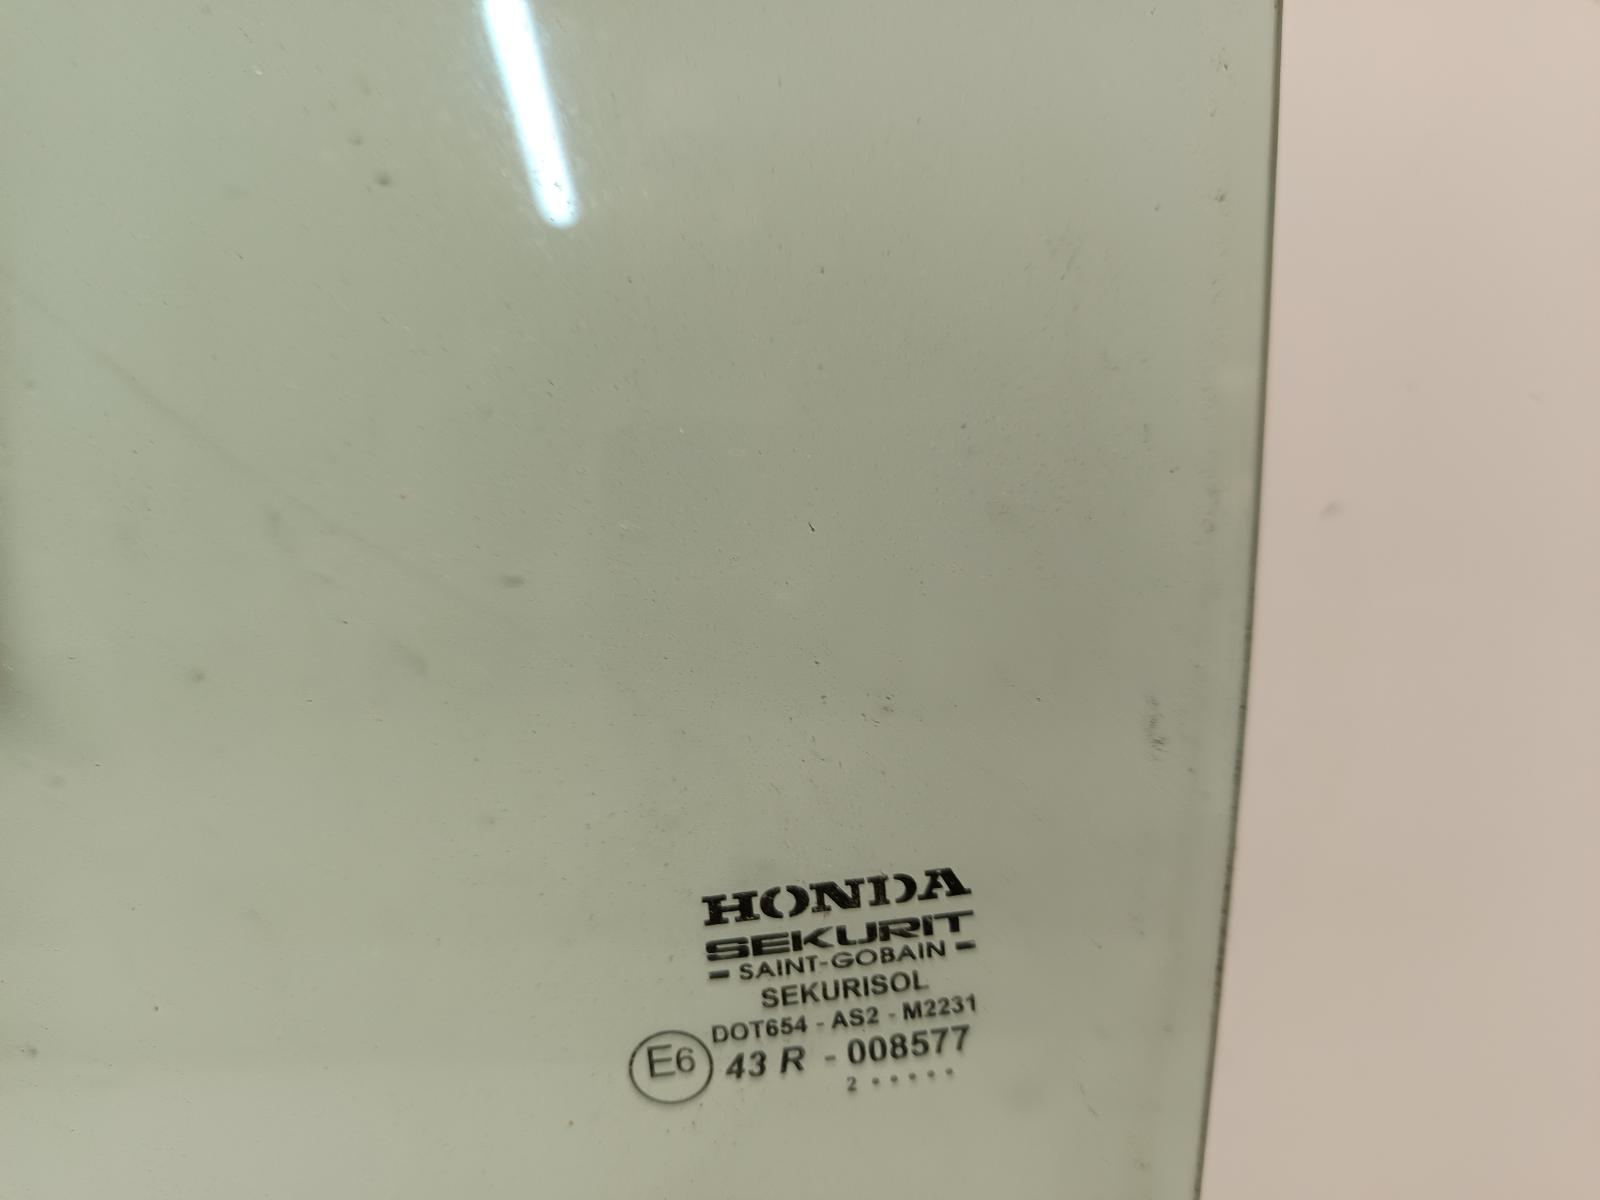 HONDA
SEKURIT
- SAINT-GOBAIN -
SEKURISOL
DOT654 - AS2 - M2231
E6 43 R - 008577
2 . . . . .